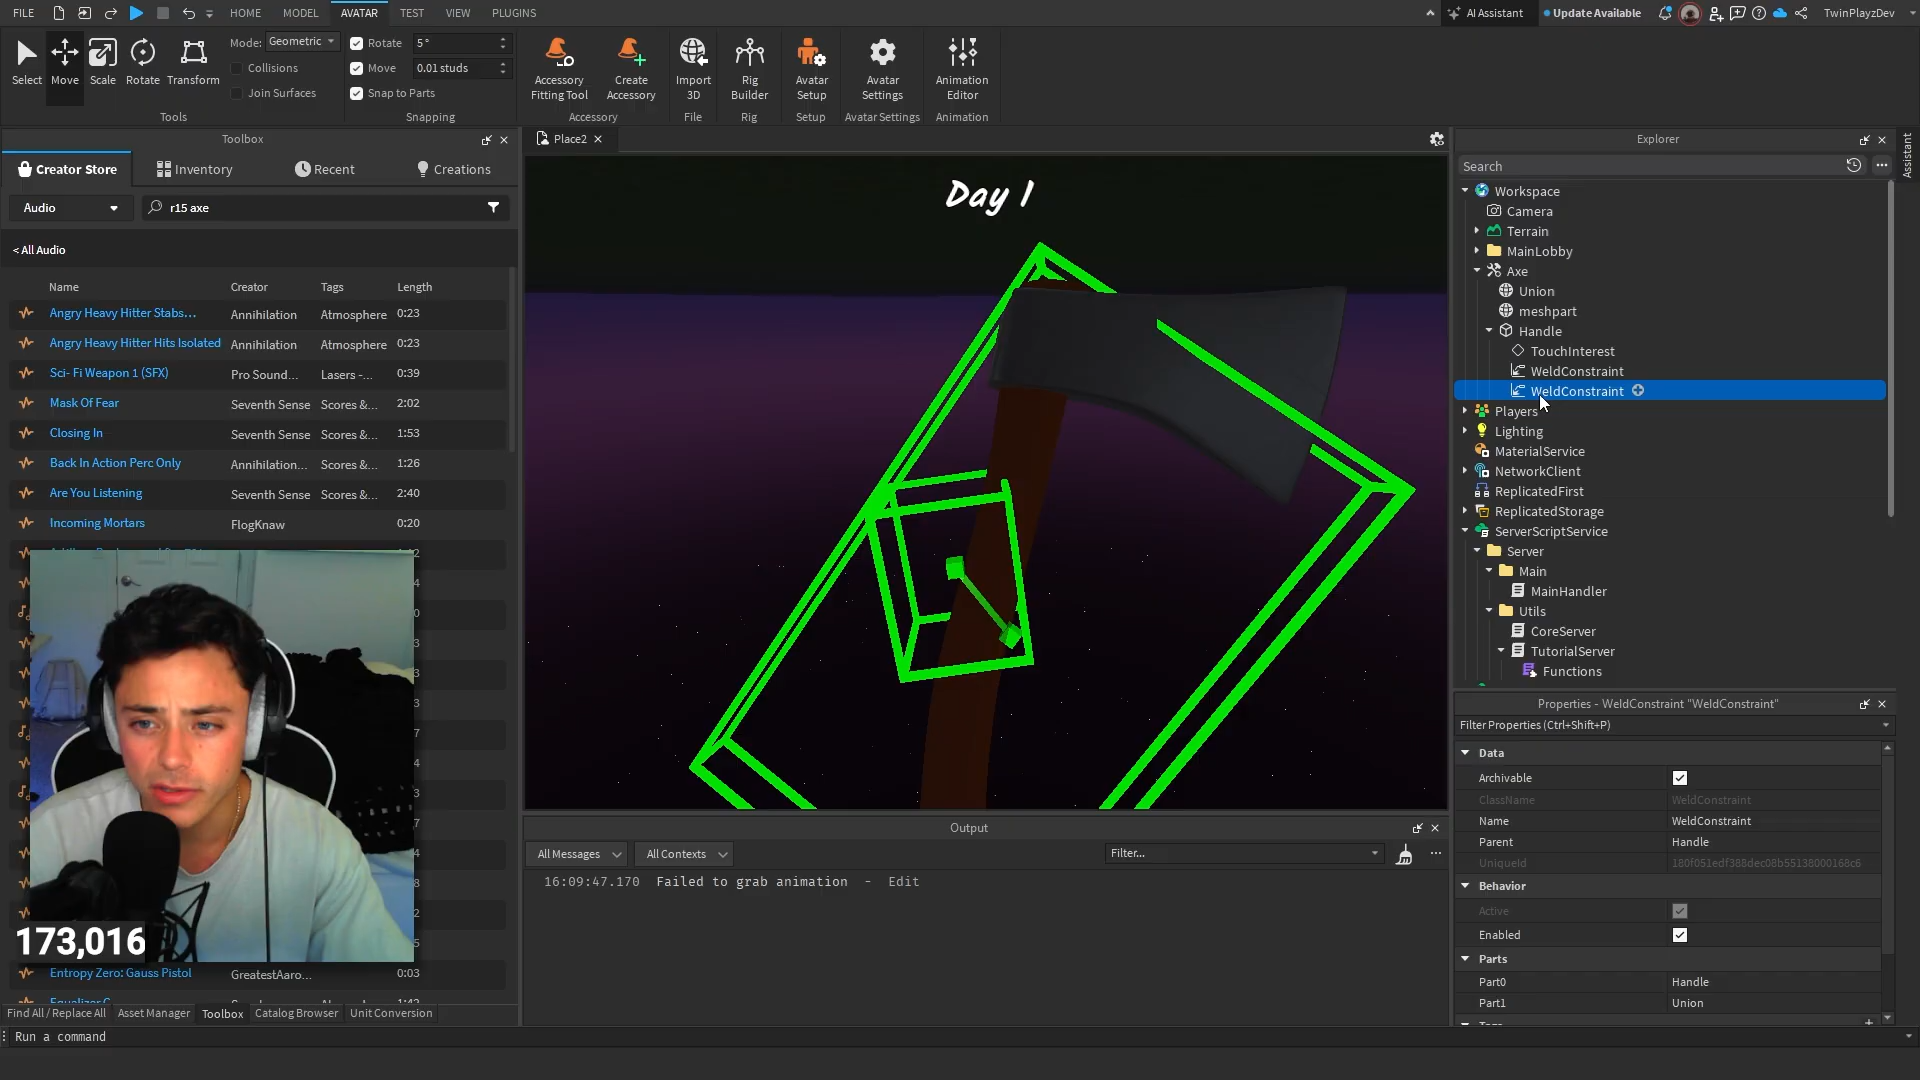 FILE
HOME
MODEL
AVATAR
TEST
VIEW
PLUGINS
AI Assistant
Update Available
TwinPlayzDev
Select
Move
Scale
Rotate
Transform
Mode: Geometric
Collisions
Join Surfaces
Tools
Rotate 5°
Move 0.01 studs
Snap to Parts
Snapping
Accessory Fitting Tool
Create Accessory
Accessory
Import 3D
File
Rig Builder
Rig
Avatar Setup
Setup
Avatar Settings
Avatar Settings
Animation Editor
Animation
Toolbox
Creator Store
Inventory
Recent
Creations
Audio
r15 axe
< All Audio
Name Creator Tags Length
Angry Heavy Hitter Stabs... Annihilation Atmosphere 0:23
Angry Heavy Hitter Hits Isolated Annihilation Atmosphere 0:23
Sci- Fi Weapon 1 (SFX) Pro Sound... Lasers -... 0:39
Mask Of Fear Seventh Sense Scores &... 2:02
Closing In Seventh Sense Scores &... 1:53
Back In Action Perc Only Annihilation... Scores &... 1:26
Are You Listening Seventh Sense Scores &... 2:40
Incoming Mortars FlogKnaw 0:20
173,016
Entropy Zero: Gauss Pistol GreatestAaro... 0:03
Find All / Replace All
Asset Manager
Toolbox
Catalog Browser
Unit Conversion
Run a command
Place2
Day 1
Output
All Messages
All Contexts
Filter...
16:09:47.170 Failed to grab animation - Edit
Explorer
Assistant
Search
Workspace
Camera
Terrain
MainLobby
Axe
Union
meshpart
Handle
TouchInterest
WeldConstraint
WeldConstraint
Players
Lighting
MaterialService
NetworkClient
ReplicatedFirst
ReplicatedStorage
ServerScriptService
Server
Main
MainHandler
Utils
CoreServer
TutorialServer
Functions
Properties - WeldConstraint "WeldConstraint"
Filter Properties (Ctrl+Shift+P)
Data
Archivable
ClassName WeldConstraint
Name WeldConstraint
Parent Handle
UniqueId 180f051edf388dec08b55138000168c6
Behavior
Active
Enabled
Parts
Part0 Handle
Part1 Union